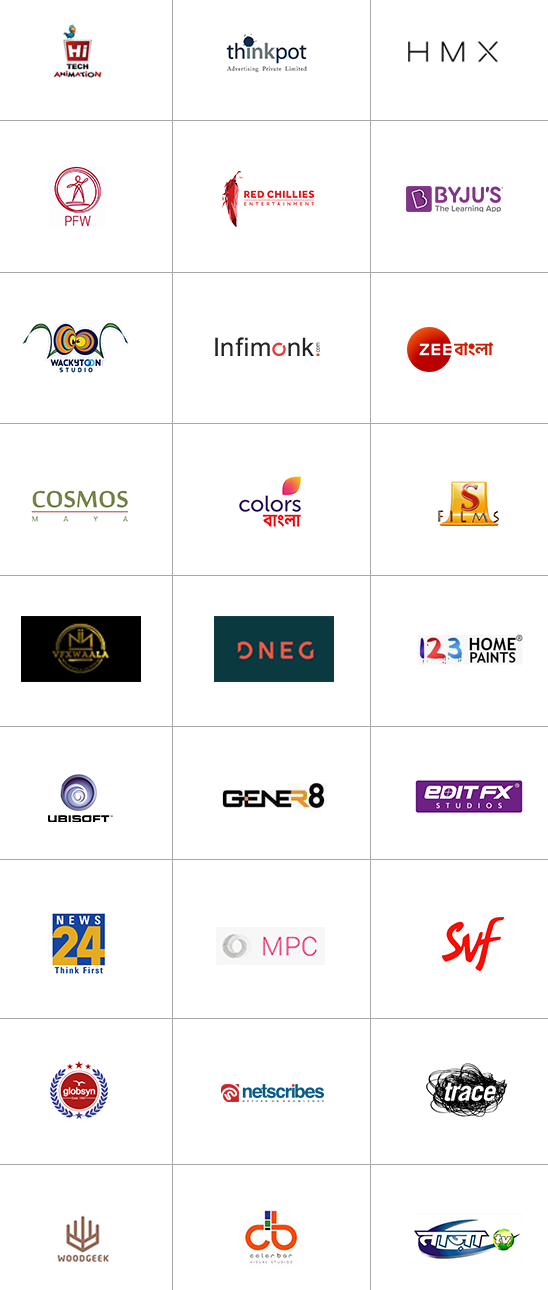 Hi
TECH
ANIMATION
thinkpot
Advertising Private Limited
HMX
PFW
RED CHILLIES
ENTERTAINMENT
BYJU'S
The Learning App
WACKYTOON
STUDIO
Infimonk.com
ZEE বাংলা
COSMOS
MAYA
colors
বাংলা
S
FILMS
VFXWAALA
DNEG
123 HOME®
PAINTS
UBISOFT
GENER8
EDIT FX®
STUDIOS
NEWS
24
Think First
MPC
SVF
globsyn
netscribes
trace
WOODGEEK
cb
colorbar
VISUAL STUDIOS
ताज़ा tv